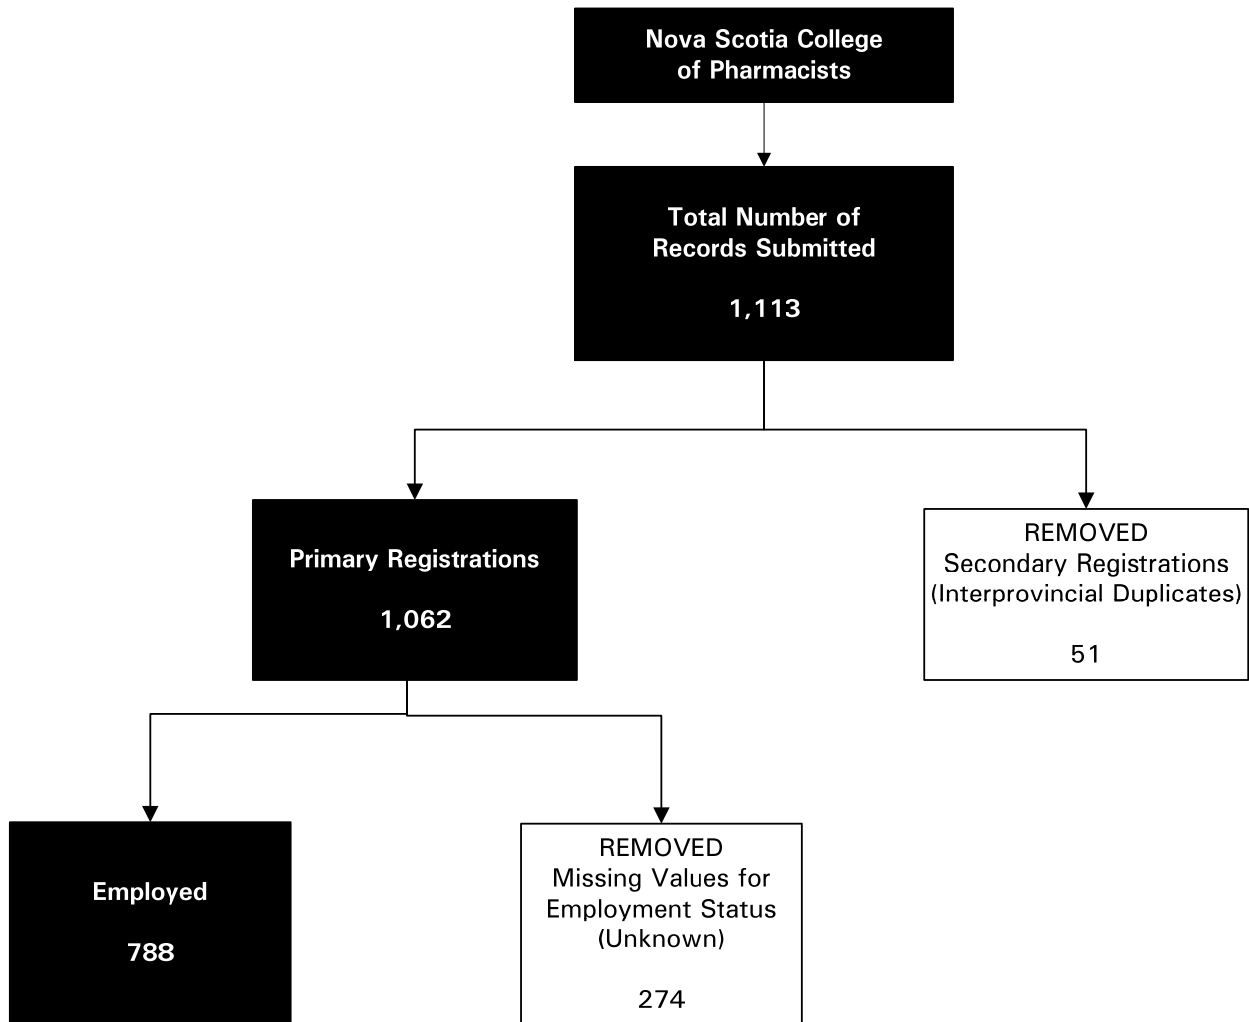 Nova Scotia College
of Pharmacists
Total Number of
Records Submitted
1,113
Primary Registrations
1,062
REMOVED
Secondary Registrations
(Interprovincial Duplicates)
51
Employed
788
REMOVED
Missing Values for
Employment Status
(Unknown)
274